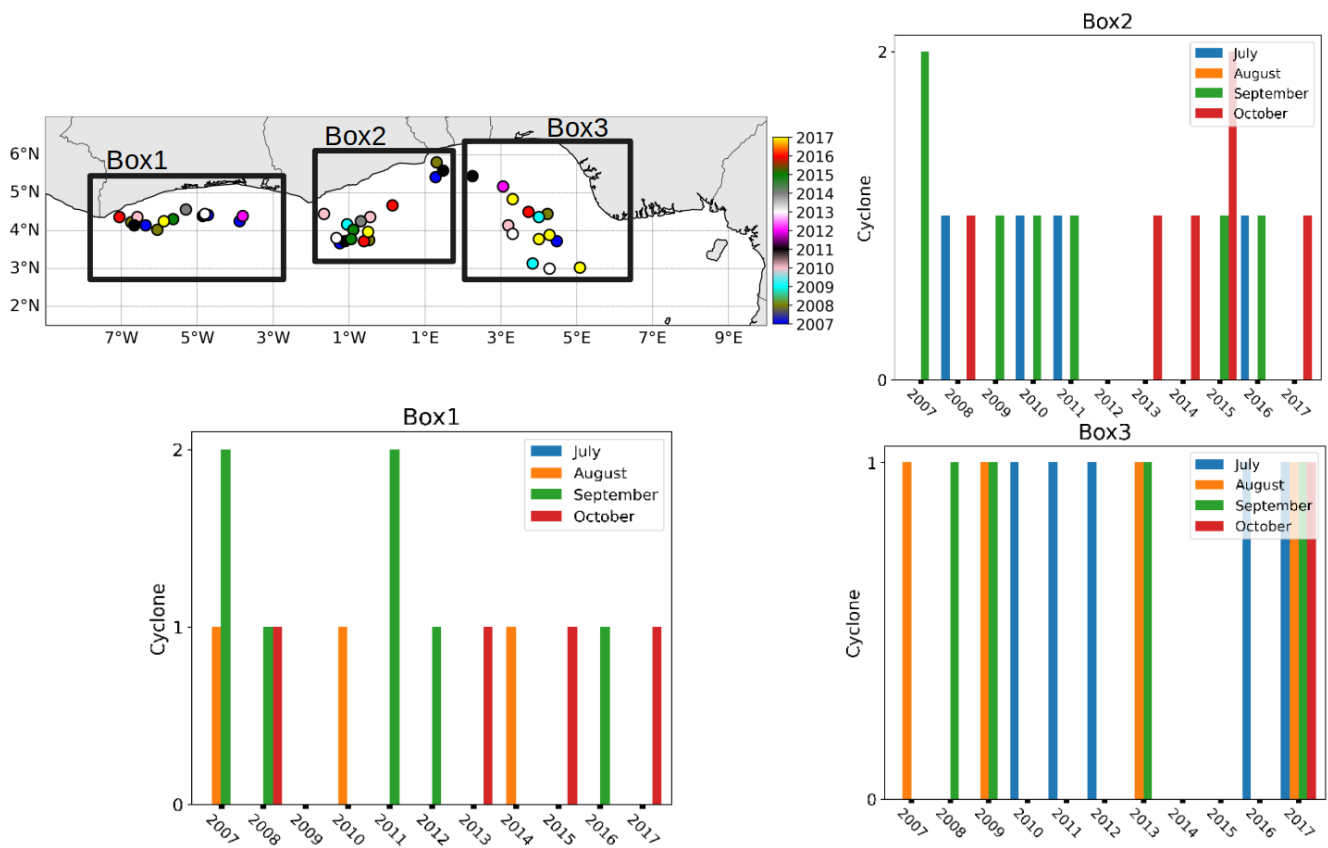 Box1
Box2
Box3
6°N
5°N
4°N
3°N
2°N
7°W
5°W
3°W
1°W
1°E
3°E
5°E
7°E
9°E
2017
2016
2015
2014
2013
2012
2011
2010
2009
2008
2007
Box2
Cyclone
2
0
July
August
September
October
2007
2008
2009
2010
2011
2012
2013
2014
2015
2016
2017
Box1
Cyclone
2
1
0
July
August
September
October
2007
2008
2009
2010
2011
2012
2013
2014
2015
2016
2017
Box3
Cyclone
1
0
July
August
September
October
2007
2008
2009
2010
2011
2012
2013
2014
2015
2016
2017